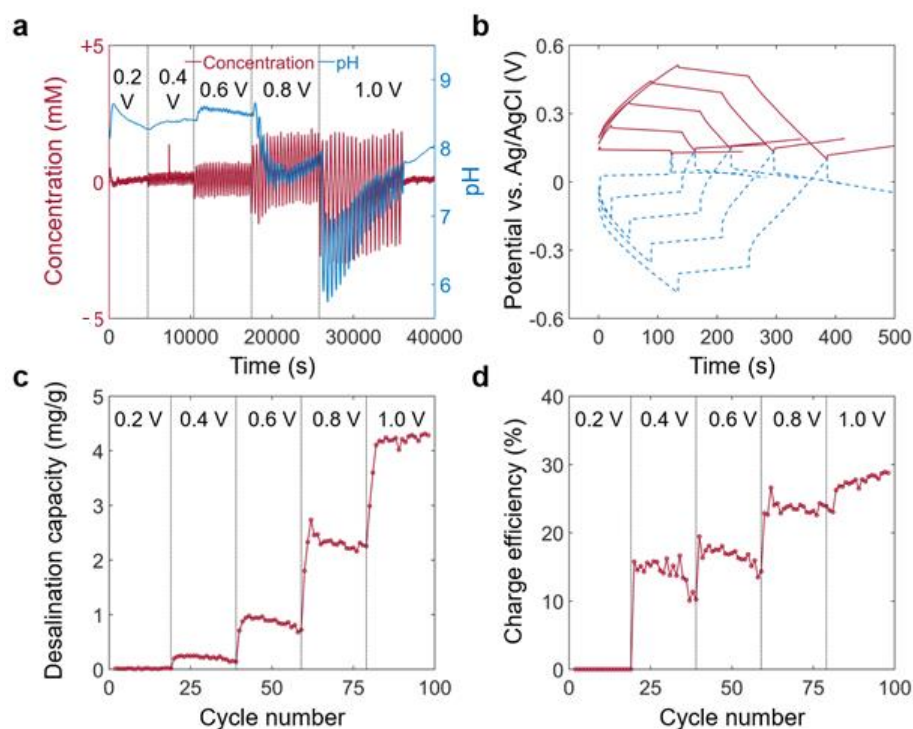 a
Concentration pH
0.2 V
0.4 V
0.6 V
0.8 V
1.0 V
+5
0
-5
Concentration (mM)
9
8
7
6
pH
0 10000 20000 30000 40000
Time (s)
b
0.6
0.3
0
-0.3
-0.6
Potential vs. Ag/AgCl (V)
0 100 200 300 400 500
Time (s)
c
0.2 V 0.4 V 0.6 V 0.8 V 1.0 V
5
4
3
2
1
0
Desalination capacity (mg/g)
0 25 50 75 100
Cycle number
d
0.2 V 0.4 V 0.6 V 0.8 V 1.0 V
40
30
20
10
0
Charge efficiency (%)
0 25 50 75 100
Cycle number